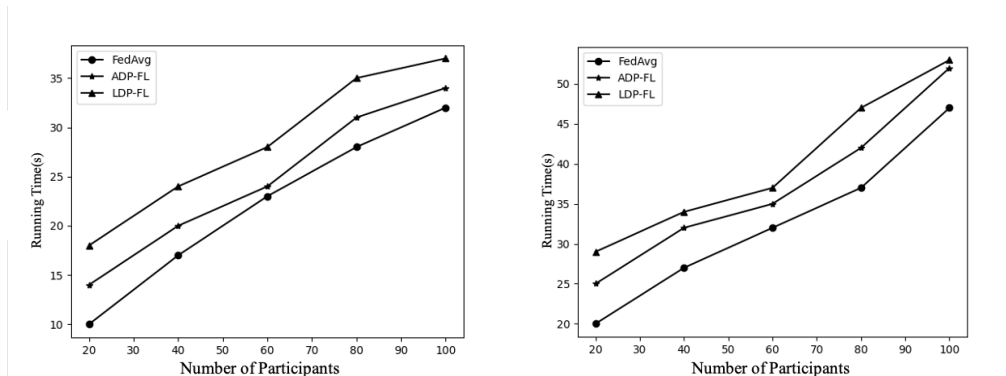 FedAvg
ADP-FL
LDP-FL
35
30
25
20
15
10
Running Time(s)
20 30 40 50 60 70 80 90 100
Number of Participants
FedAvg
ADP-FL
LDP-FL
50
45
40
35
30
25
20
Running Time(s)
20 30 40 50 60 70 80 90 100
Number of Participants